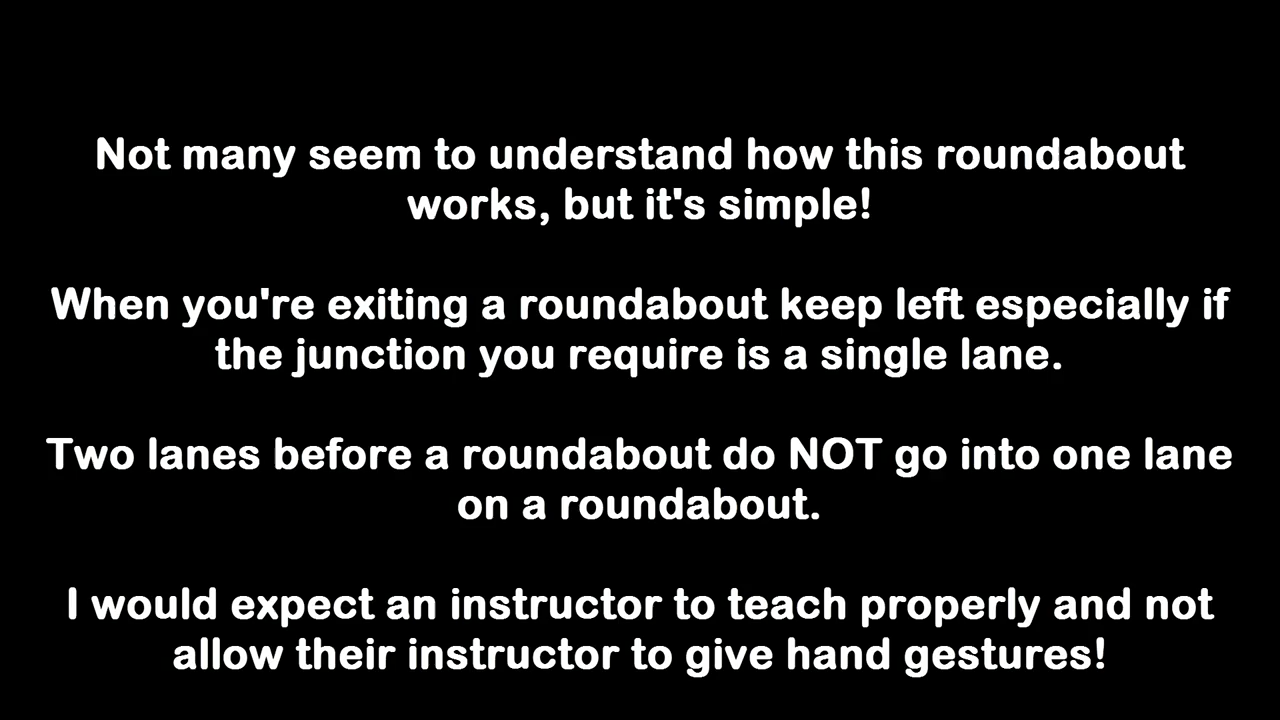 Not many seem to understand how this roundabout
works, but it's simple!
When you're exiting a roundabout keep left especially if
the junction you require is a single lane.
Two lanes before a roundabout do NOT go into one lane
on a roundabout.
I would expect an instructor to teach properly and not
allow their instructor to give hand gestures!